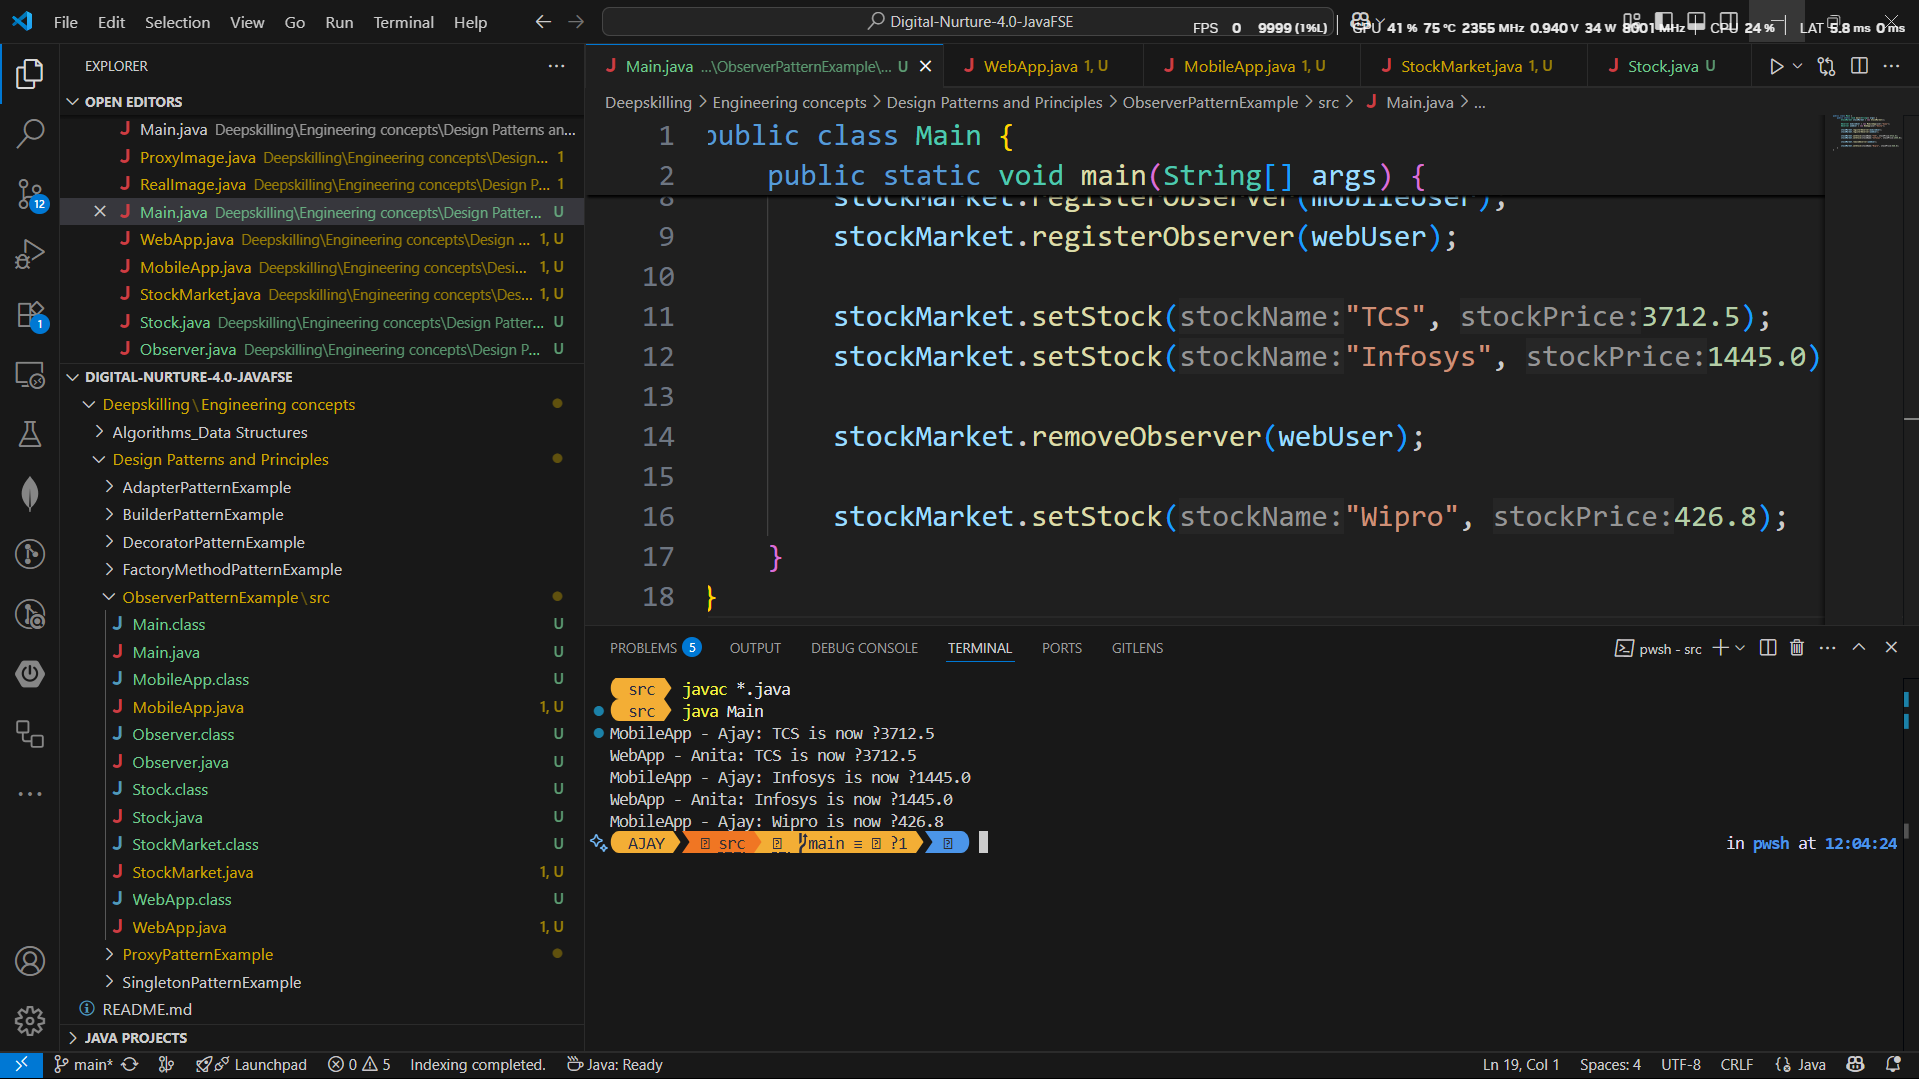 File Edit Selection View Go Run Terminal Help
Digital-Nurture-4.0-JavaFSE
FPS 0 9999 (1%L) GPU 41 % 75 °C 2355 MHz 0.940 V 34 W 8001 MHz CPU 24 % LAT 5.8 ms 0 ms
EXPLORER
OPEN EDITORS
Main.java Deepskilling\Engineering concepts\Design Patterns an...
ProxyImage.java Deepskilling\Engineering concepts\Design... 1
RealImage.java Deepskilling\Engineering concepts\Design P... 1
Main.java Deepskilling\Engineering concepts\Design Patter... U
WebApp.java Deepskilling\Engineering concepts\Design ... 1, U
MobileApp.java Deepskilling\Engineering concepts\Desi... 1, U
StockMarket.java Deepskilling\Engineering concepts\Des... 1, U
Stock.java Deepskilling\Engineering concepts\Design Patter... U
Observer.java Deepskilling\Engineering concepts\Design P... U
DIGITAL-NURTURE-4.0-JAVAFSE
Deepskilling\Engineering concepts
Algorithms_Data Structures
Design Patterns and Principles
AdapterPatternExample
BuilderPatternExample
DecoratorPatternExample
FactoryMethodPatternExample
ObserverPatternExample\src
Main.class U
Main.java U
MobileApp.class U
MobileApp.java 1, U
Observer.class U
Observer.java U
Stock.class U
Stock.java U
StockMarket.class U
StockMarket.java 1, U
WebApp.class U
WebApp.java 1, U
ProxyPatternExample
SingletonPatternExample
README.md
JAVA PROJECTS
12
1
Main.java ...\ObserverPatternExample\... U
WebApp.java 1, U
MobileApp.java 1, U
StockMarket.java 1, U
Stock.java U
Deepskilling > Engineering concepts > Design Patterns and Principles > ObserverPatternExample > src > Main.java > ...
1 public class Main {
2 public static void main(String[] args) {
8 stockMarket.registerObserver(mobileUser);
9 stockMarket.registerObserver(webUser);
10
11 stockMarket.setStock(stockName:"TCS", stockPrice:3712.5);
12 stockMarket.setStock(stockName:"Infosys", stockPrice:1445.0)
13
14 stockMarket.removeObserver(webUser);
15
16 stockMarket.setStock(stockName:"Wipro", stockPrice:426.8);
17 }
18 }
PROBLEMS 5 OUTPUT DEBUG CONSOLE TERMINAL PORTS GITLENS
pwsh - src
src javac *.java
src java Main
MobileApp - Ajay: TCS is now ?3712.5
WebApp - Anita: TCS is now ?3712.5
MobileApp - Ajay: Infosys is now ?1445.0
WebApp - Anita: Infosys is now ?1445.0
MobileApp - Ajay: Wipro is now ?426.8
AJAY src main ≡ ?1
in pwsh at 12:04:24
main* Launchpad 0 5 Indexing completed. Java: Ready
Ln 19, Col 1 Spaces: 4 UTF-8 CRLF {} Java